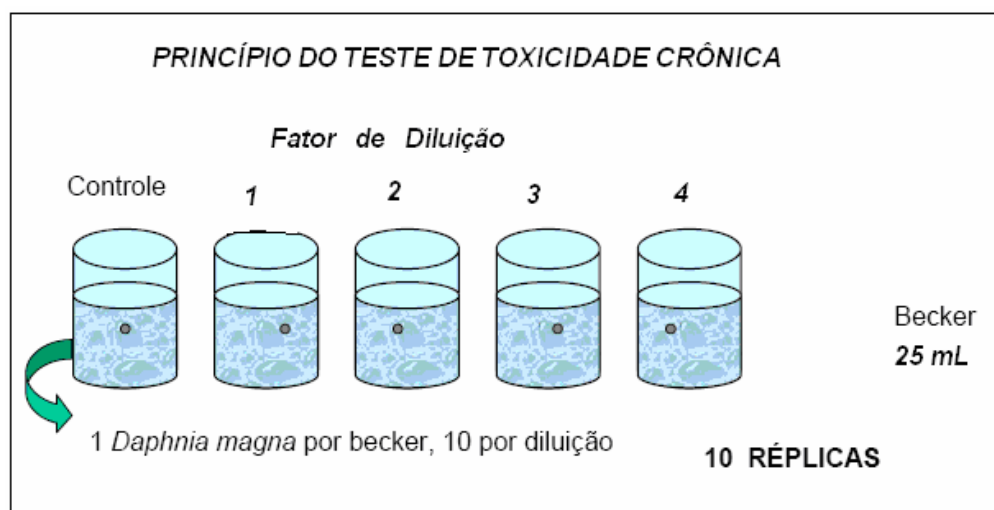 PRINCÍPIO DO TESTE DE TOXICIDADE CRÔNICA
Fator de Diluição
Controle 1 2 3 4
Becker
25 mL
1 Daphnia magna por becker, 10 por diluição
10 RÉPLICAS